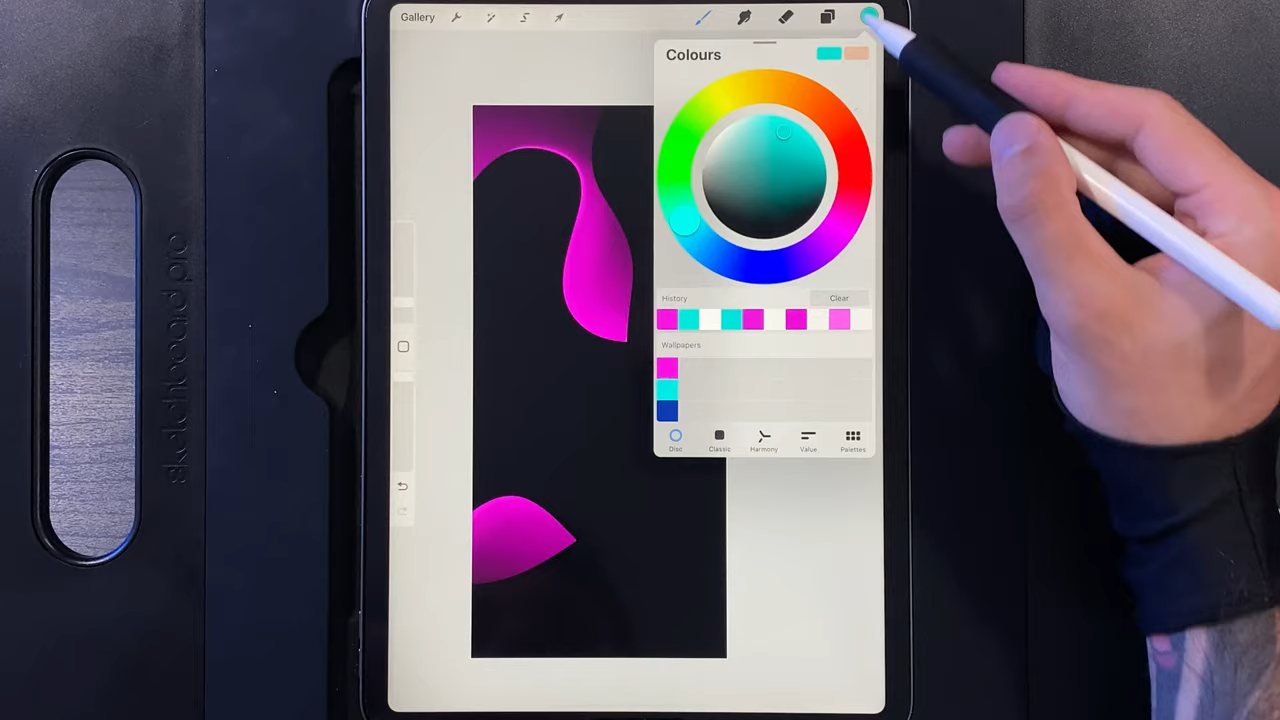 Gallery
Colours
History
Clear
Wallpapers
Disc
Classic
Harmony
Value
Palettes
sketchboard pro